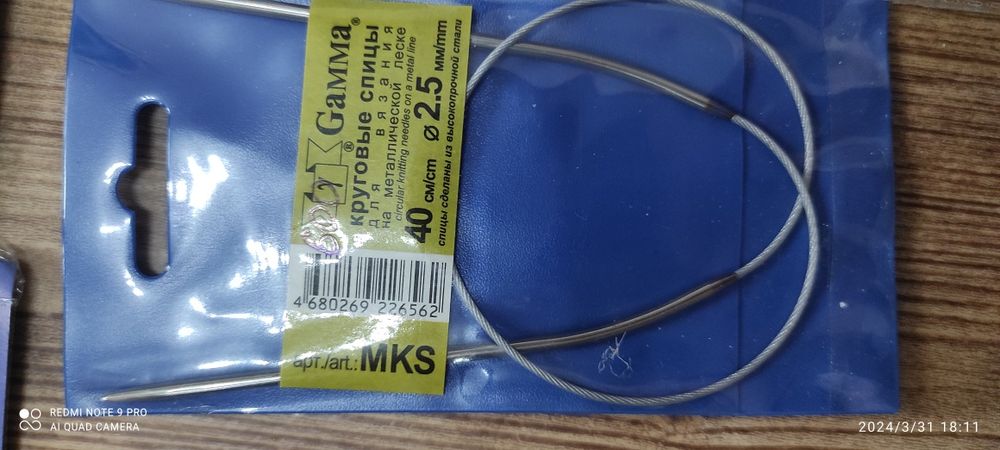 GaMMa®
®
круговые спицы
для вязания
на металлической леске
circular knitting needles on a metal line
40 см/cm ø 2.5 мм/mm
спицы сделаны из высокопрочной стали
4 680269 226562
арт./art.: MKS
REDMI NOTE 9 PRO
AI QUAD CAMERA
2024/3/31 18:11